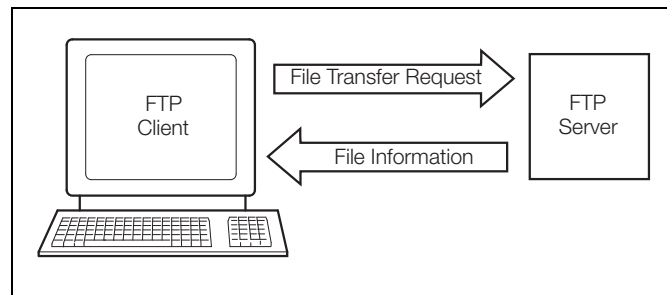 FTP
Client
File Transfer Request
File Information
FTP
Server